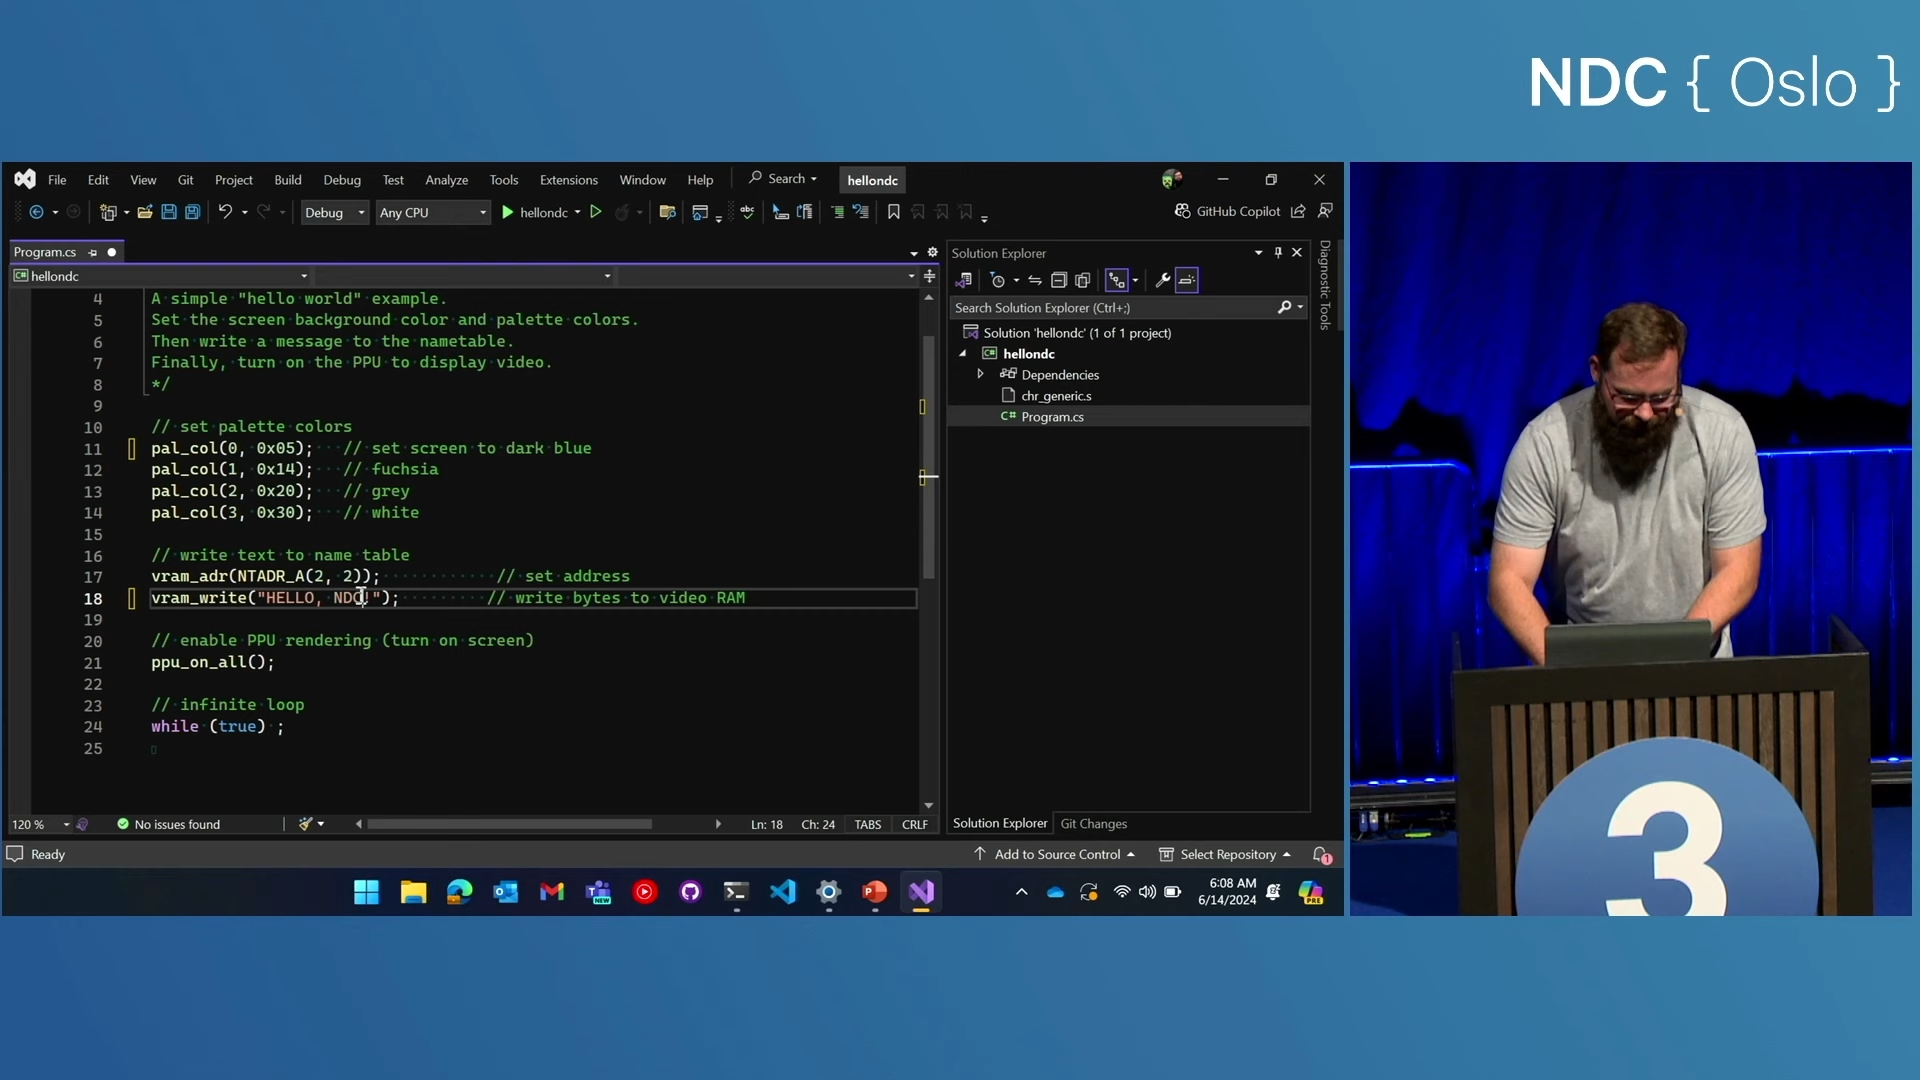 NDC { Oslo }
File Edit View Git Project Build Debug Test Analyze Tools Extensions Window Help Search hellondc
Debug Any CPU hellondc GitHub Copilot
Program.cs
hellondc
4 A simple "hello world" example.
5 Set the screen background color and palette colors.
6 Then write a message to the nametable.
7 Finally, turn on the PPU to display video.
8 */
9
10 // set palette colors
11 pal_col(0, 0x05); // set screen to dark blue
12 pal_col(1, 0x14); // fuchsia
13 pal_col(2, 0x20); // grey
14 pal_col(3, 0x30); // white
15
16 // write text to name table
17 vram_adr(NTADR_A(2, 2)); // set address
18 vram_write("HELLO, NDC!"); // write bytes to video RAM
19
20 // enable PPU rendering (turn on screen)
21 ppu_on_all();
22
23 // infinite loop
24 while (true) ;
25
120 % No issues found Ln: 18 Ch: 24 TABS CRLF
Solution Explorer
Search Solution Explorer (Ctrl+;)
Solution 'hellondc' (1 of 1 project)
C# hellondc
Dependencies
chr_generic.s
C# Program.cs
Solution Explorer Git Changes
Diagnostic Tools
Ready Add to Source Control Select Repository 1
NEW
PRE
6:08 AM
6/14/2024
3